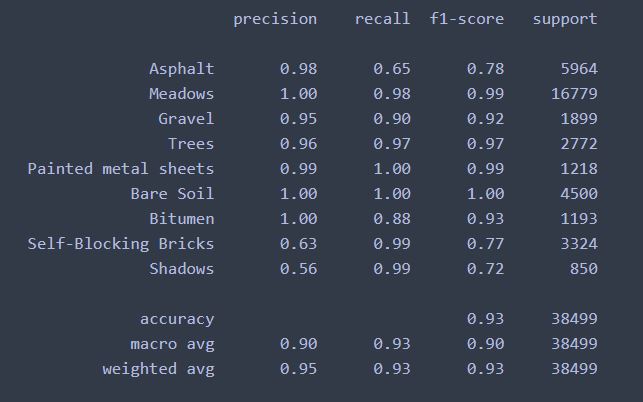 precision recall f1-score support
Asphalt 0.98 0.65 0.78 5964
Meadows 1.00 0.98 0.99 16779
Gravel 0.95 0.90 0.92 1899
Trees 0.96 0.97 0.97 2772
Painted metal sheets 0.99 1.00 0.99 1218
Bare Soil 1.00 1.00 1.00 4500
Bitumen 1.00 0.88 0.93 1193
Self-Blocking Bricks 0.63 0.99 0.77 3324
Shadows 0.56 0.99 0.72 850
accuracy 0.93 38499
macro avg 0.90 0.93 0.90 38499
weighted avg 0.95 0.93 0.93 38499